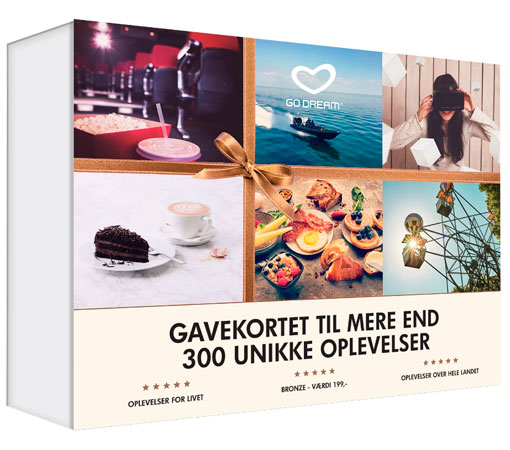 GO DREAM
GAVEKORTET TIL MERE END
300 UNIKKE OPLEVELSER
OPLEVELSER FOR LIVET
BRONZE - VÆRDI 199,-
OPLEVELSER OVER HELE LANDET